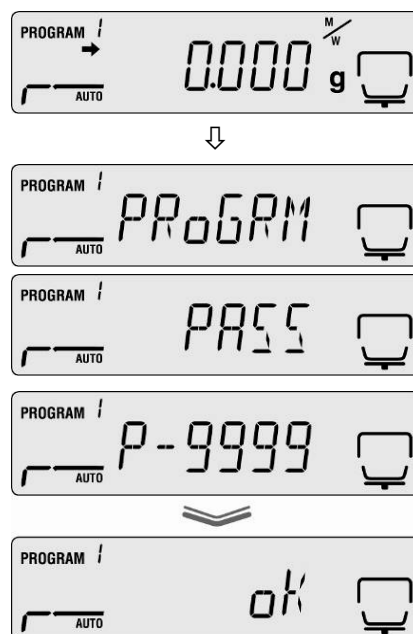 PROGRAM 1 M/W
0.000 g
AUTO
PROGRAM 1
PRoGRM
AUTO
PROGRAM 1
PASS
AUTO
PROGRAM 1
P-9999
AUTO
PROGRAM 1
oK
AUTO